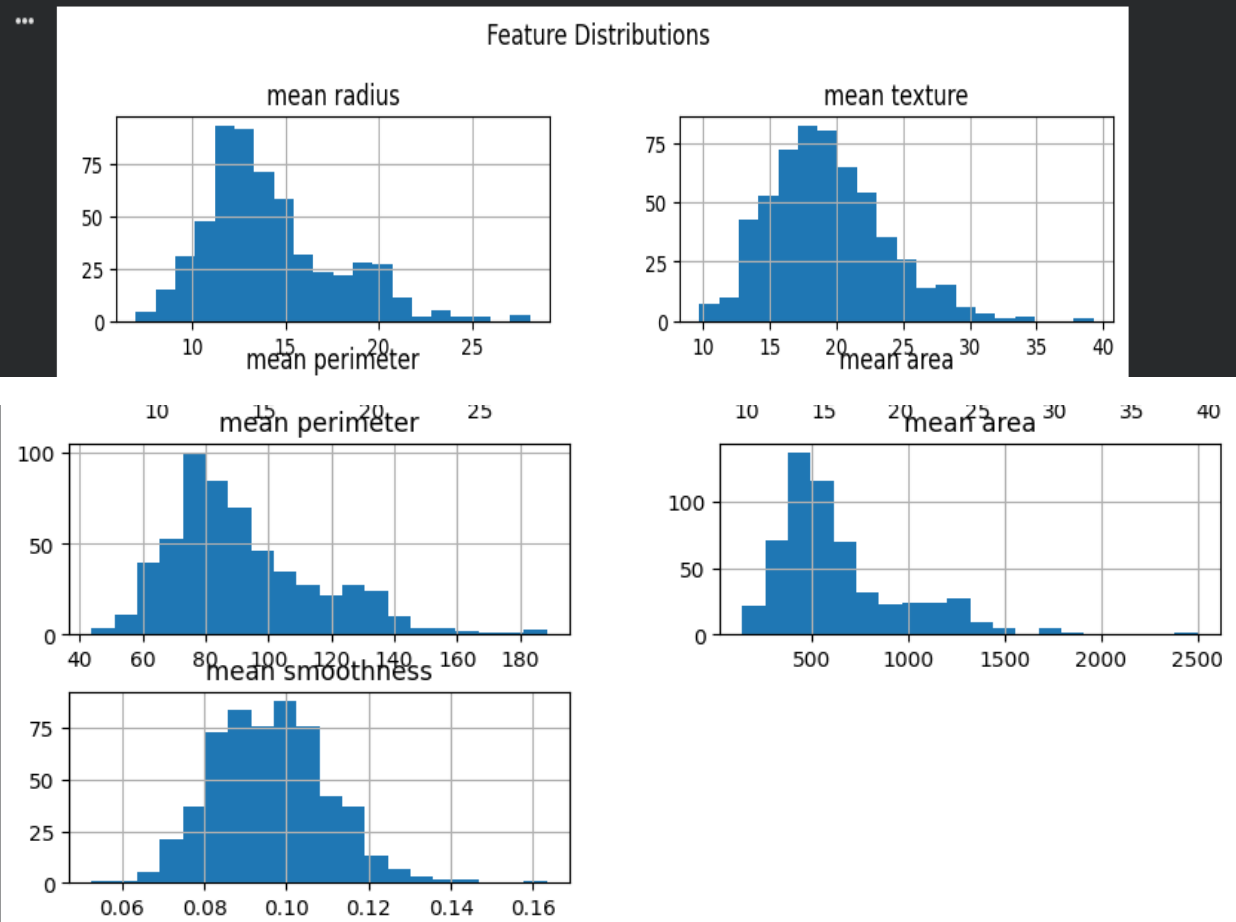 Feature Distributions
mean radius
mean texture
75
50
25
0
75
50
25
0
10 15 20 25
10 15 20 25 30 35 40
mean perimeter
mean area
10 15 20 25
10 15 20 25 30 35 40
mean perimeter
mean area
100
50
0
100
50
0
40 60 80 100 120 140 160 180
500 1000 1500 2000 2500
mean smoothness
75
50
25
0
0.06 0.08 0.10 0.12 0.14 0.16